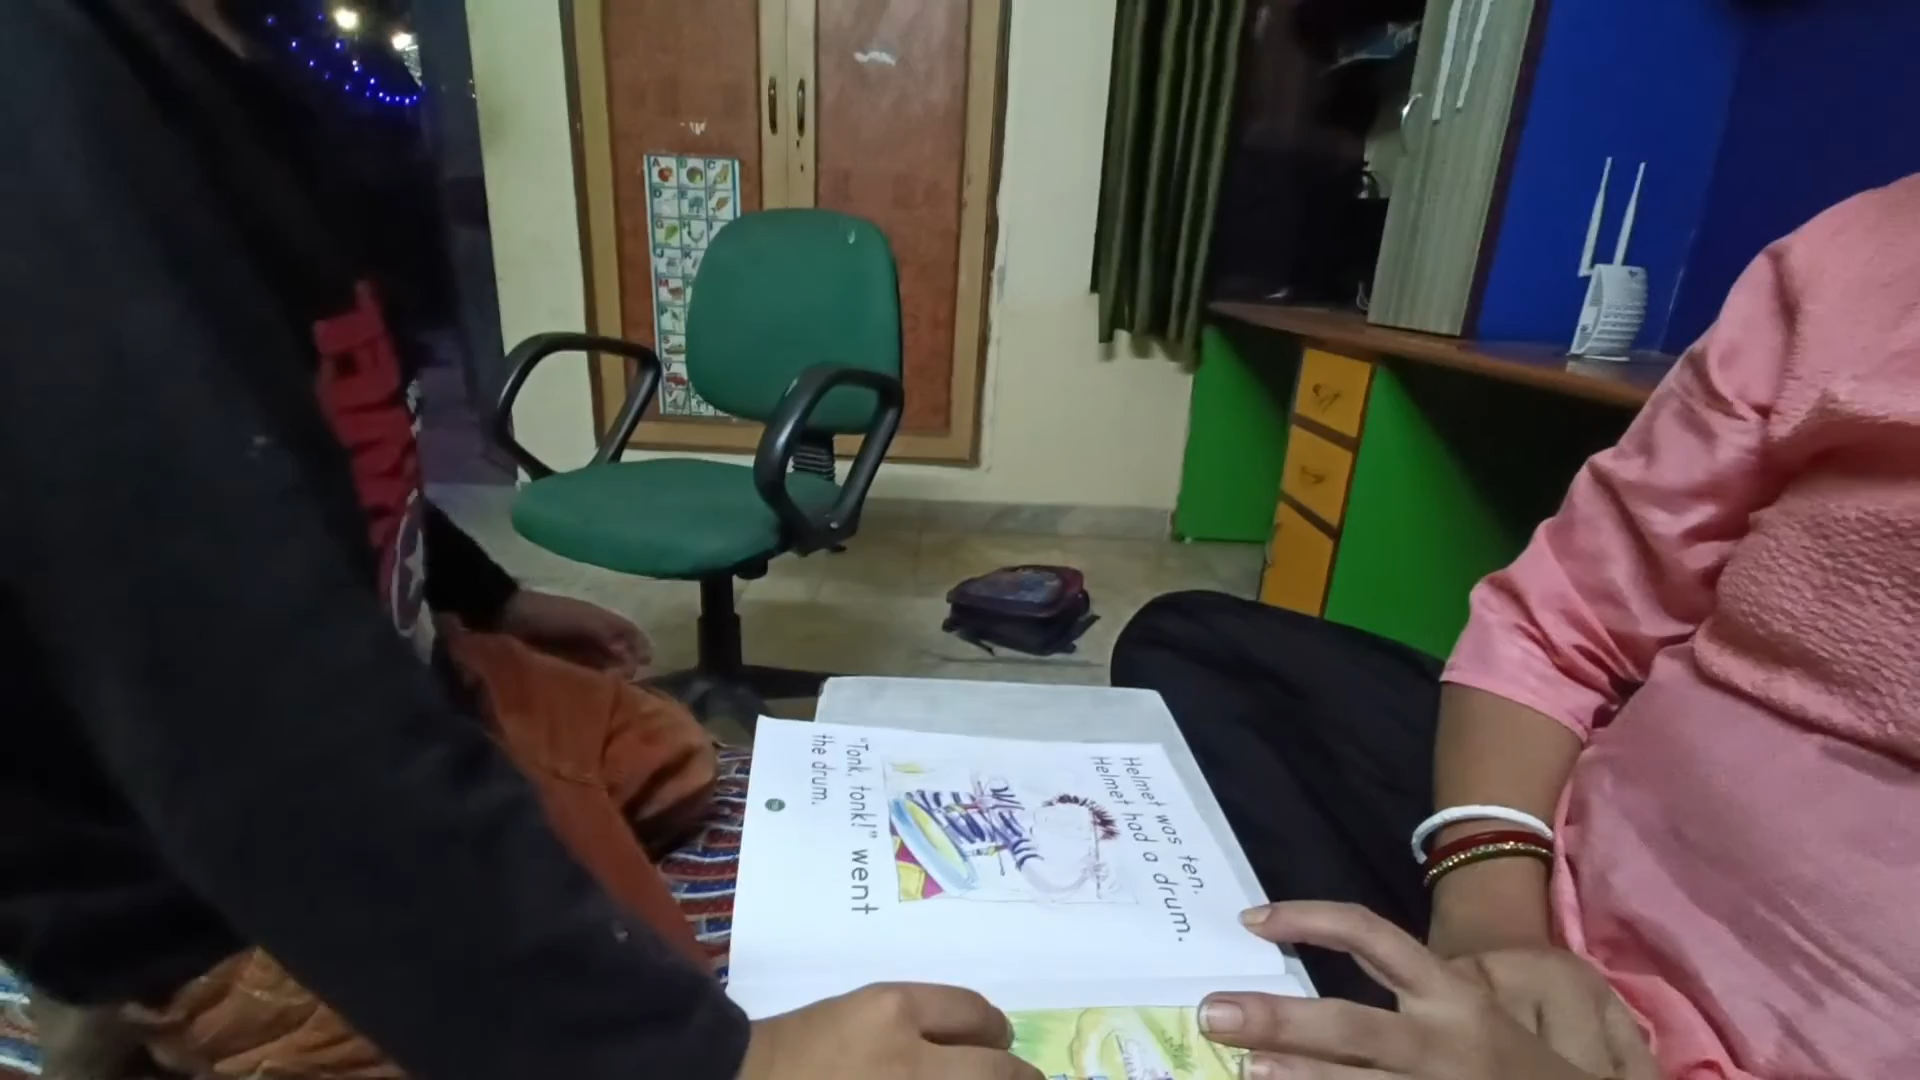 Helmet was ten.
Helmet had a drum.
"Tonk, tonk!" went
the drum.
A
B
C